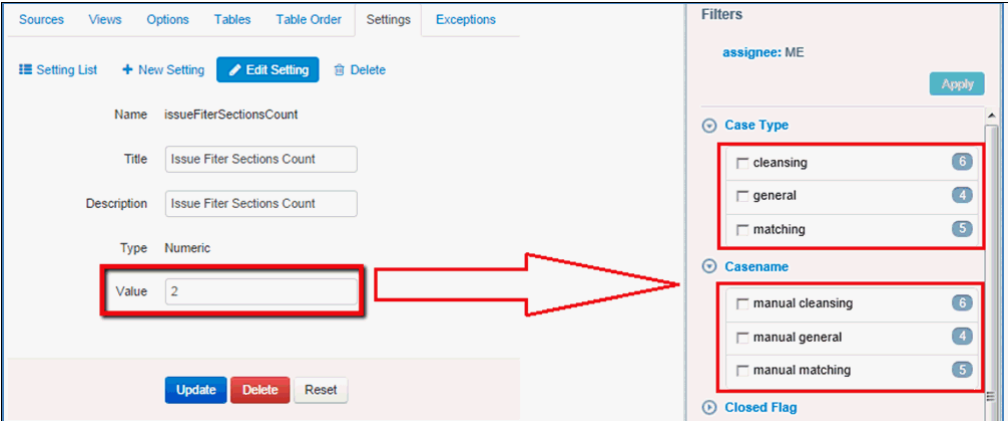 Sources Views Options Tables Table Order Settings Exceptions
Setting List + New Setting Edit Setting Delete
Name issueFiterSectionsCount
Title Issue Fiter Sections Count
Description Issue Fiter Sections Count
Type Numeric
Value 2
Update Delete Reset
Filters
assignee: ME
Apply
Case Type
cleansing 6
general 4
matching 5
Casename
manual cleansing 6
manual general 4
manual matching 5
Closed Flag